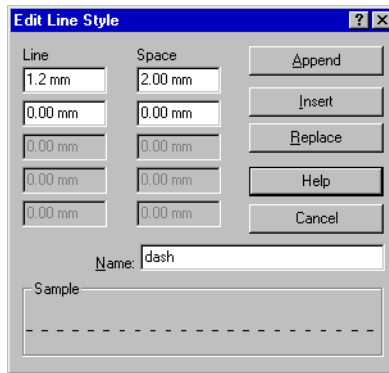 Edit Line Style ? X
Line Space
1.2 mm 2.00 mm
0.00 mm 0.00 mm
0.00 mm 0.00 mm
0.00 mm 0.00 mm
0.00 mm 0.00 mm
Append
Insert
Replace
Help
Cancel
Name: dash
Sample